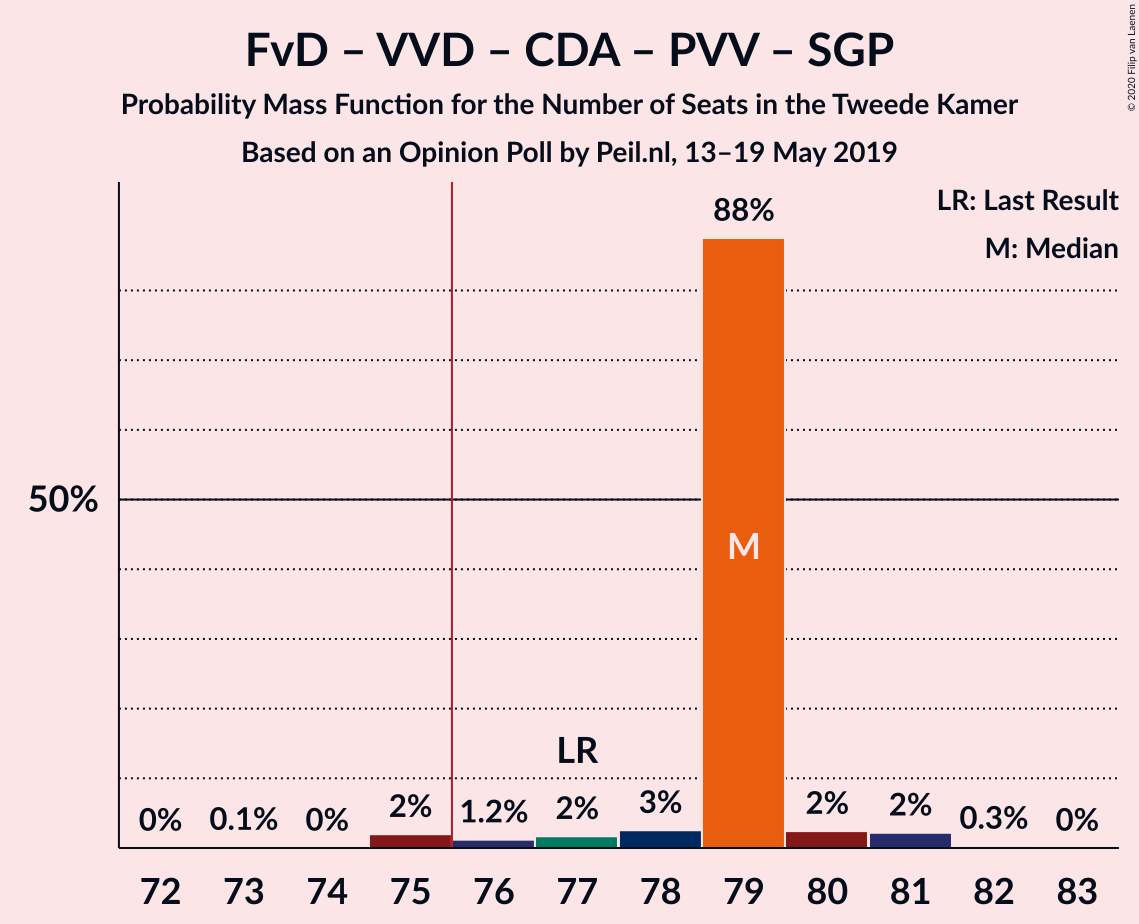 FvD – VVD – CDA – PVV – SGP
Probability Mass Function for the Number of Seats in the Tweede Kamer
Based on an Opinion Poll by Peil.nl, 13–19 May 2019
© 2020 Filip van Laenen
LR: Last Result
M: Median
88%
50%
M
LR
0% 0.1% 0% 2% 1.2% 2% 3% 2% 2% 0.3% 0%
72 73 74 75 76 77 78 79 80 81 82 83